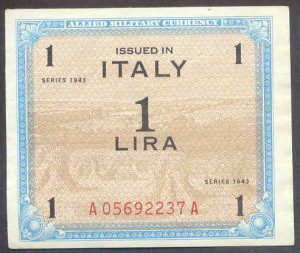 ALLIED MILITARY CURRENCY
1 ISSUED IN 1
ITALY
SERIES 1943
1
LIRA
SERIES 1943
1 A 05692237 A 1